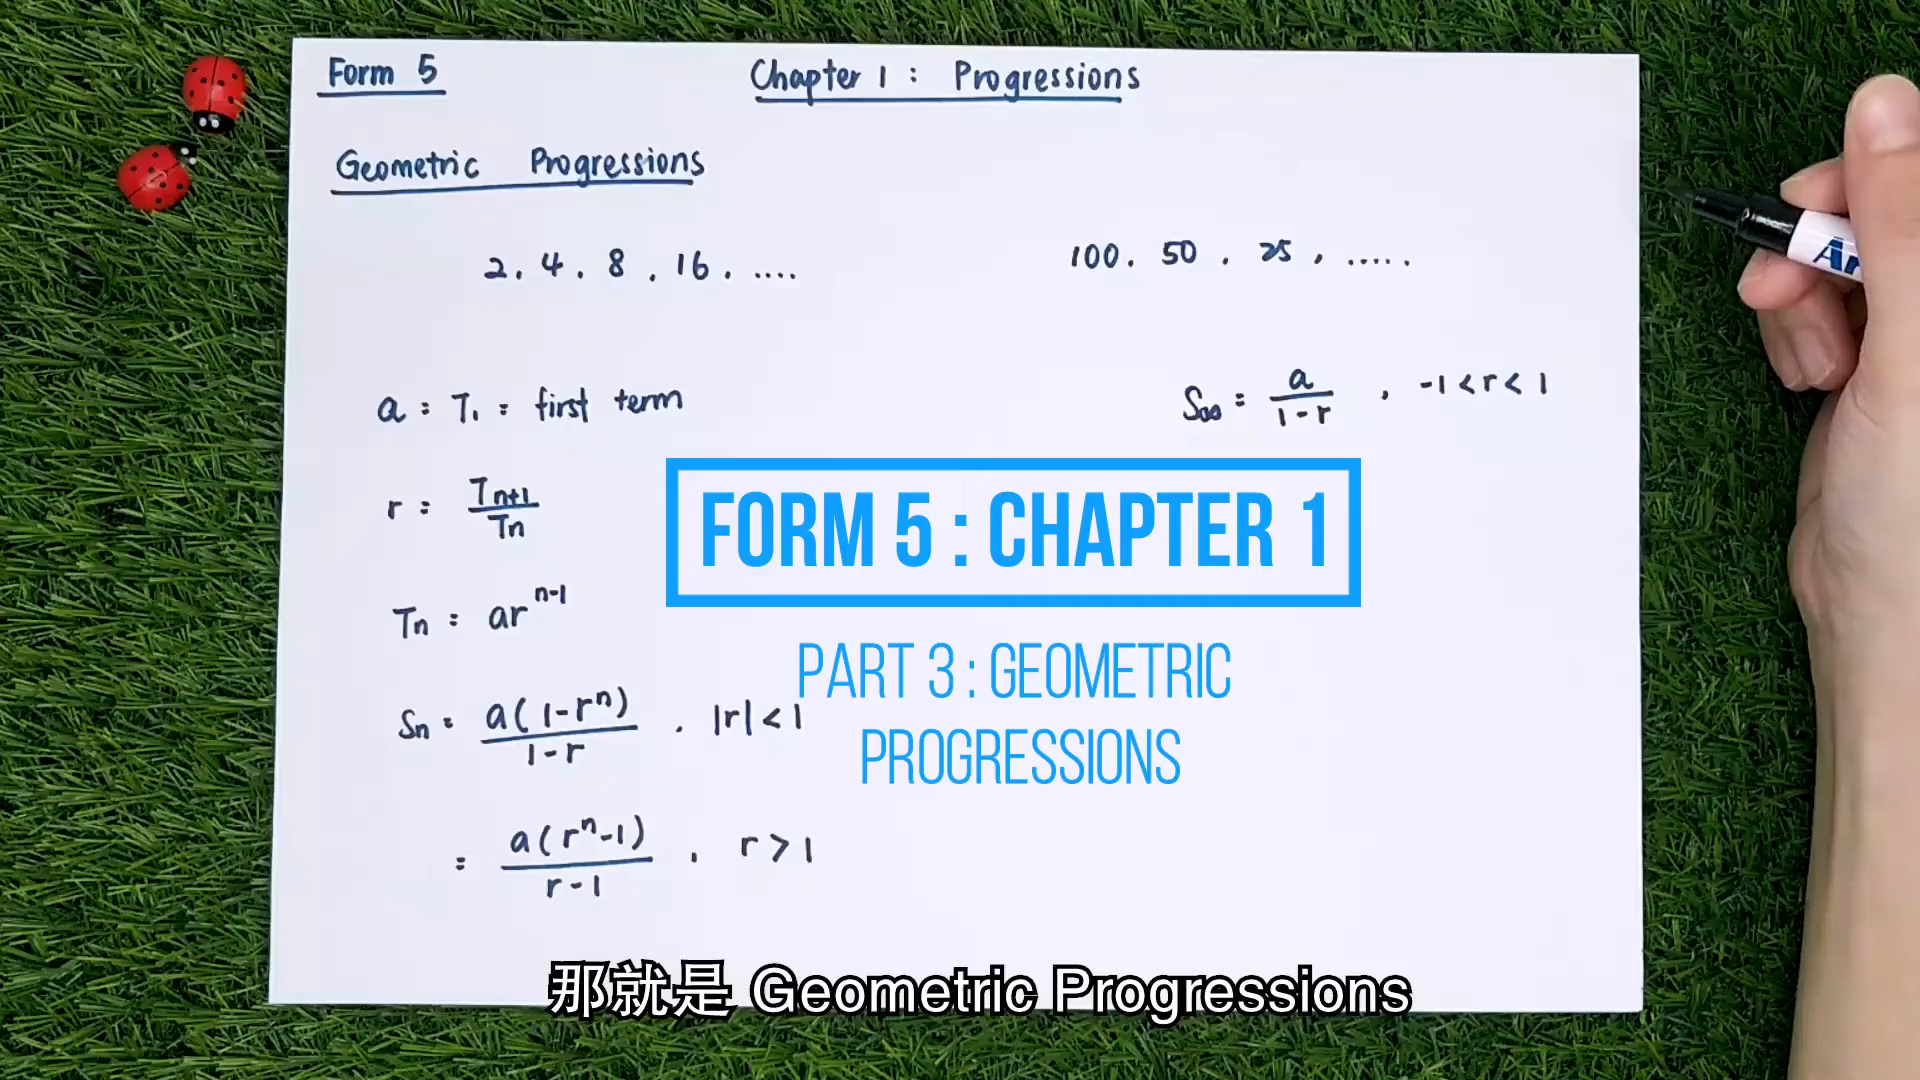 Form 5
Chapter 1 : Progressions
Geometric Progressions
2, 4, 8, 16, ....
100, 50, 25, .....
a = T₁ = first term
S∞ = a / (1-r) , -1 < r < 1
r = Tn+1 / Tn
FORM 5 : CHAPTER 1
Tn = ar^(n-1)
PART 3 : GEOMETRIC
PROGRESSIONS
Sn = a(1-rⁿ) / (1-r) , |r| < 1
= a(rⁿ-1) / (r-1) , r > 1
那就是 Geometric Progressions